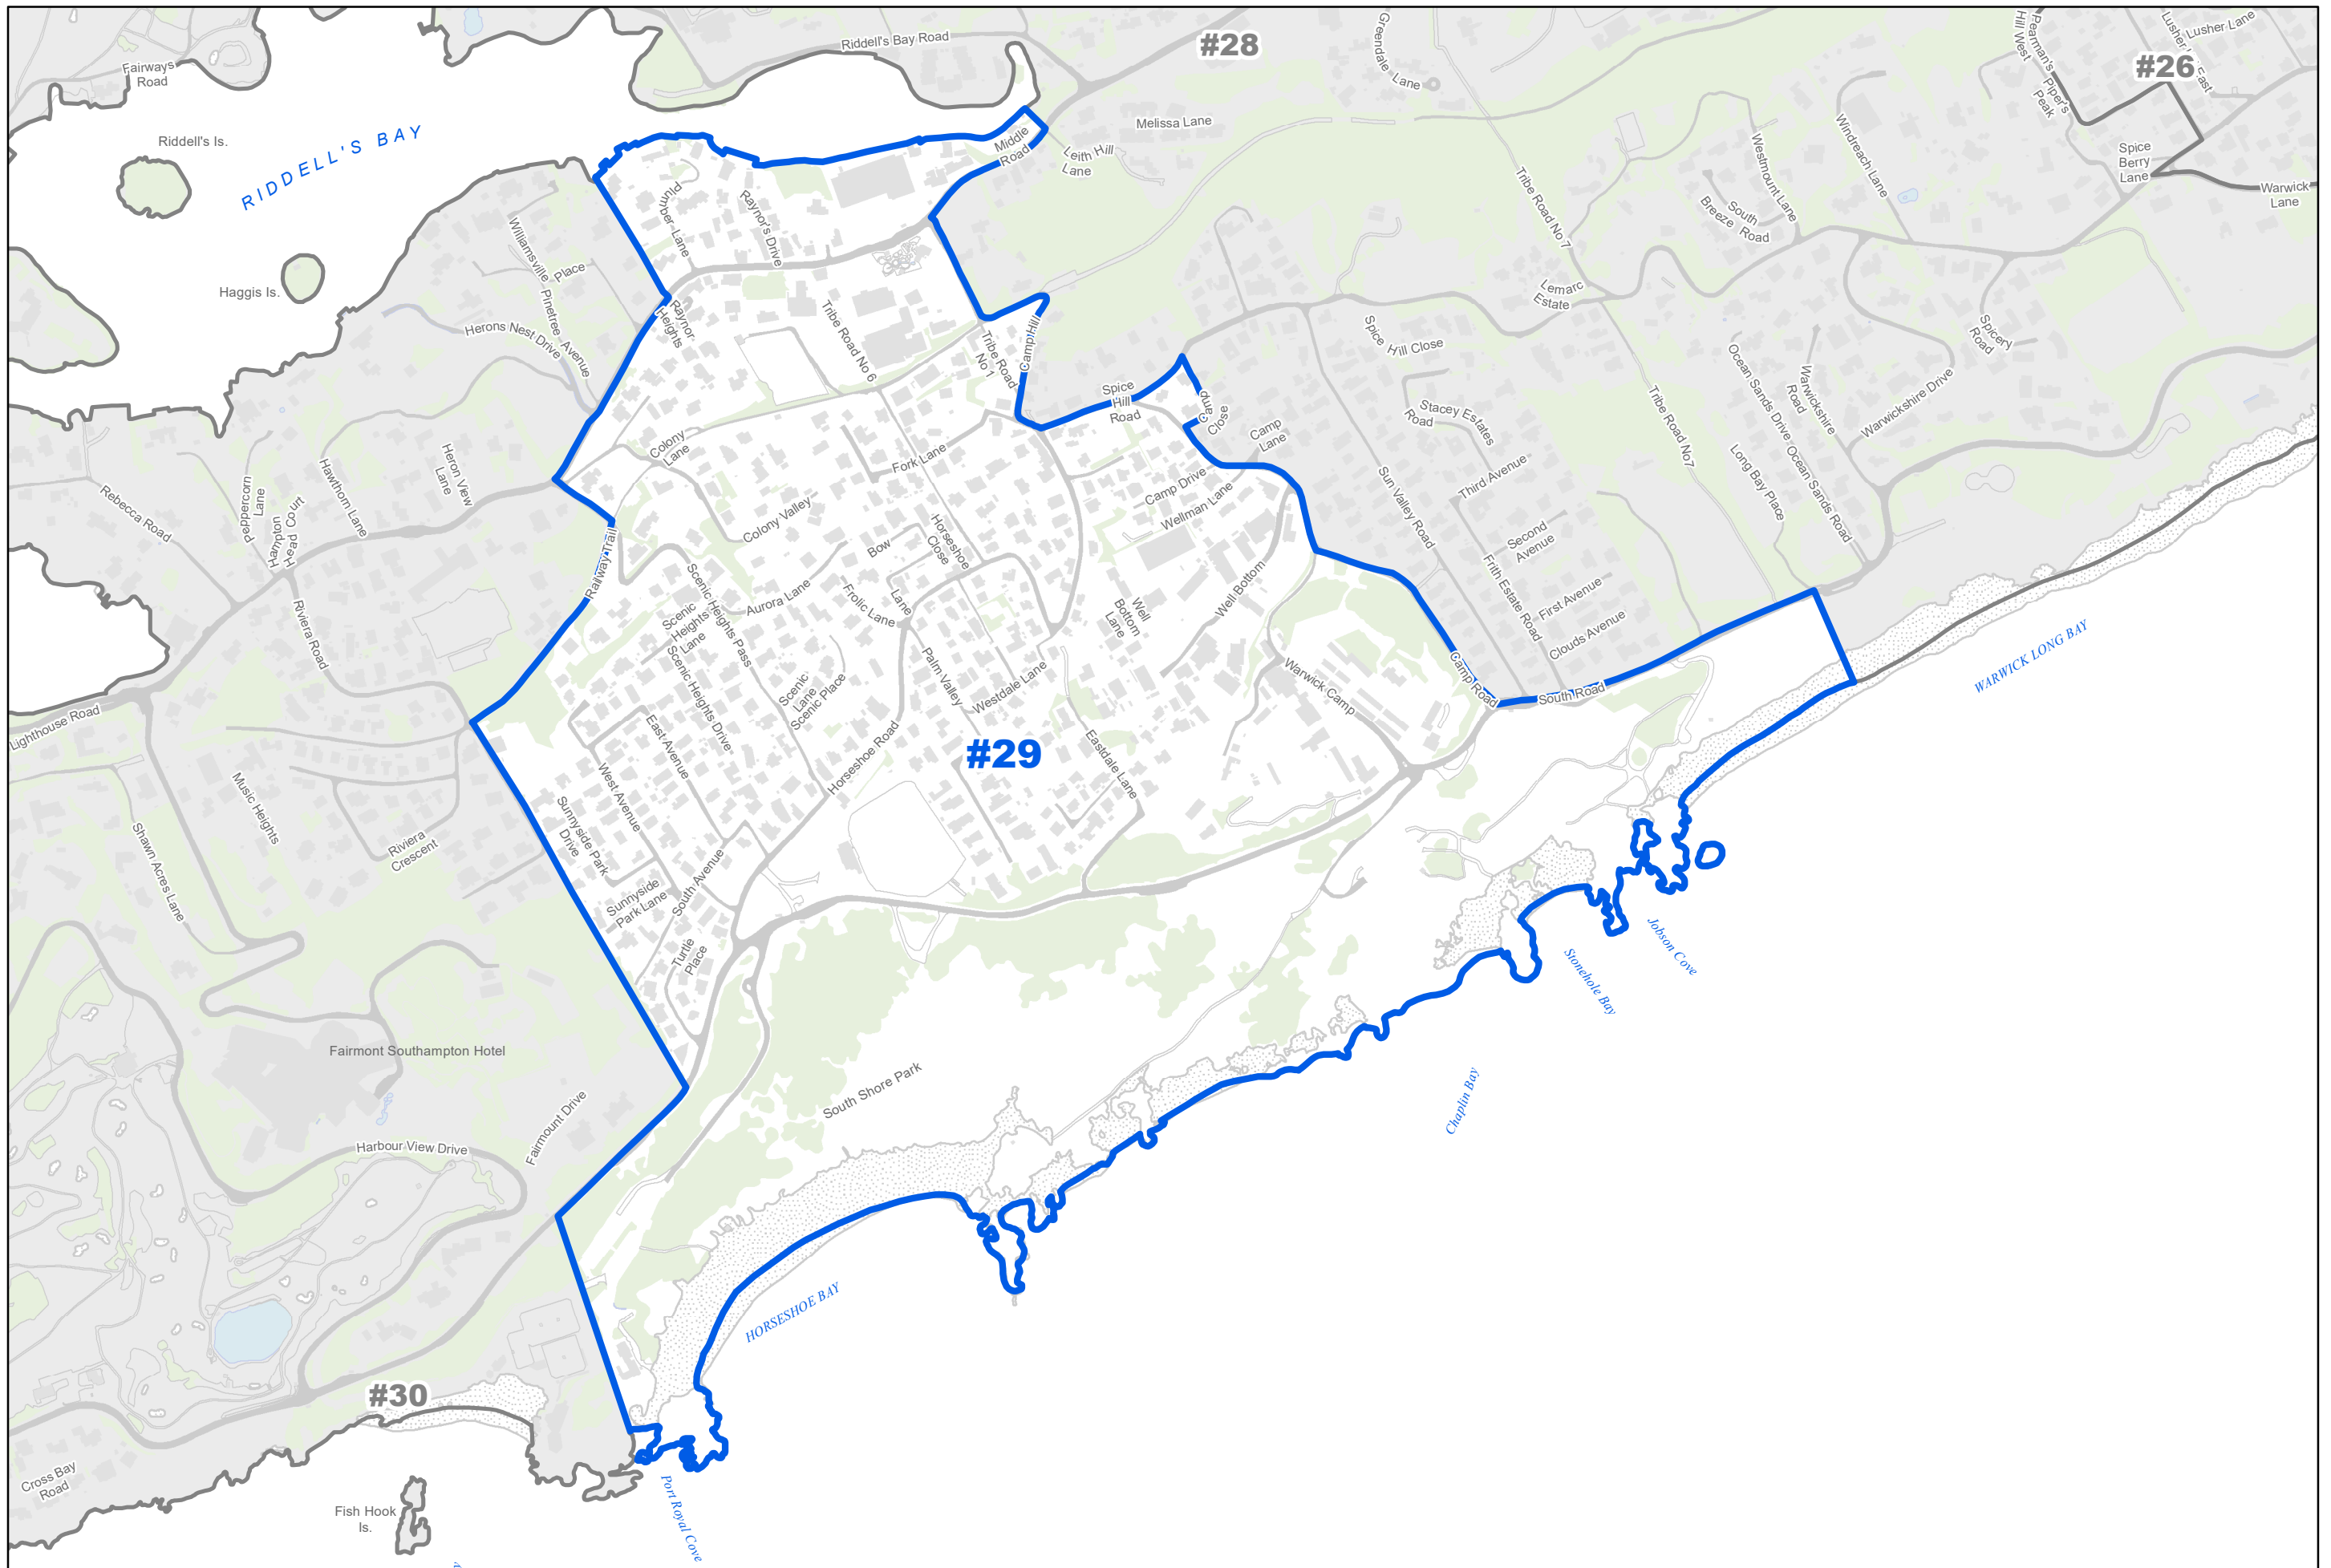 #28
#26
Riddell's Bay Road
Greendale Lane
Pearman's
Hill West
Piper's
Peak
Lusher Lane
Fairways
Road
Riddell's Is.
RIDDELL'S BAY
Haggis Is.
Middle
Road
Melissa Lane
Leith Hill
Lane
Tribe Road No 7
Westmount Lane
Windreach Lane
South
Breeze Road
Spice
Berry
Lane
Warwick
Lane
Plumber Lane
Raynor's Drive
Williamsville
Place
Pinetree Avenue
Herons Nest Drive
Raynor
Heights
Tribe Road No 6
Tribe Road
No 1
CampHill
Lemarc
Estate
Spice
Hill Close
Spicery
Road
Spice
Hill
Road
Camp
Close
Camp
Lane
Stacey Estates
Road
Tribe Road No7
Ocean Sands Drive
Warwickshire
Road
Warwickshire Drive
Ocean Sands Road
Long Bay Place
Colony
Lane
Fork Lane
Camp Drive
Wellman Lane
Third Avenue
Sun Valley Road
Second
Avenue
Frith Estate Road
First Avenue
Clouds Avenue
Heron View
Lane
Hawthorn Lane
Peppercorn
Lane
Hampton
Head Court
Rebecca Road
Riviera Road
Lighthouse Road
Railway Trail
Colony Valley
Bow
Lane
Horseshoe
Close
Aurora Lane
Frolic Lane
Scenic Heights Pass
Scenic
Heights
Lane
Scenic Heights Drive
Scenic
Lane
Scenic Place
Palm Valley
Westdale Lane
Well
Bottom
Lane
Well Bottom
Warwick Camp
Camp Road
South Road
WARWICK LONG BAY
#29
East Avenue
West Avenue
Horseshoe Road
Eastdale Lane
Sunnyside Park
Drive
Sunnyside
Park Lane
South Avenue
Turtle
Place
Music Heights
Riviera
Crescent
Shawn Acres Lane
Jobson Cove
Stonehole Bay
Chaplin Bay
Fairmont Southampton Hotel
South Shore Park
Fairmount Drive
Harbour View Drive
HORSESHOE BAY
#30
Cross Bay
Road
Fish Hook
Is.
Port Royal Cove